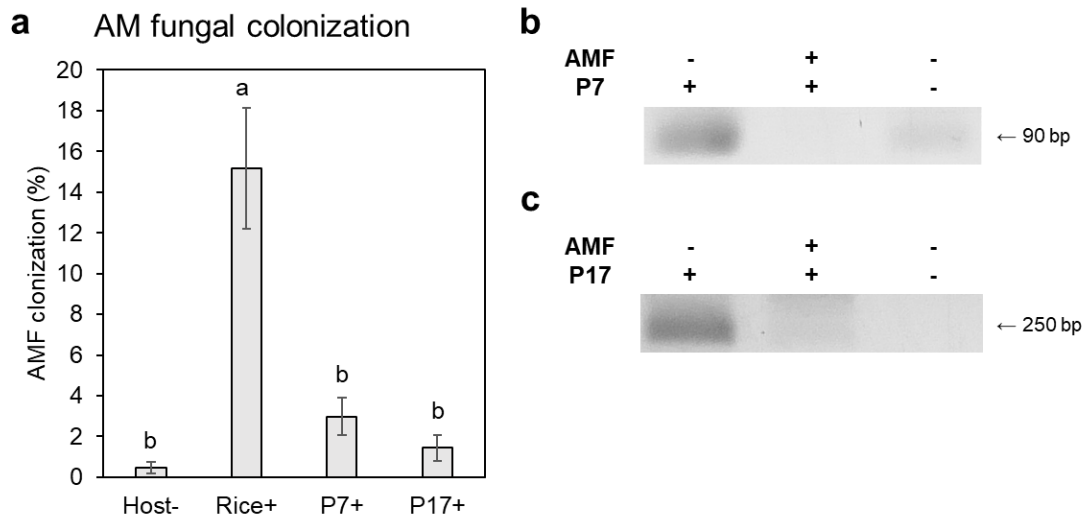 a AM fungal colonization
AMF clonization (%)
20
18
16
14
12
10
8
6
4
2
0
a
b
b
b
Host- Rice+ P7+ P17+
b
AMF - + -
P7 + + -
← 90 bp
c
AMF - + -
P17 + + -
← 250 bp